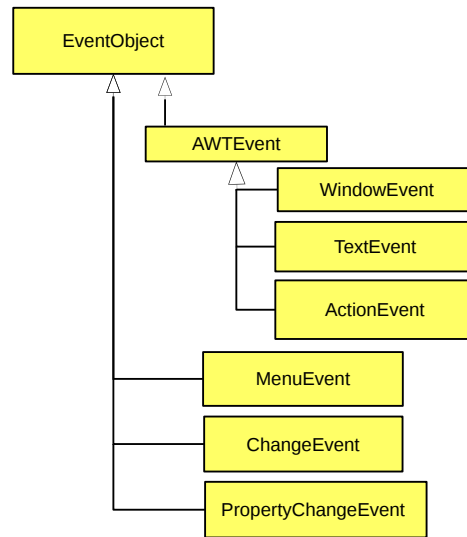 EventObject
AWTEvent
WindowEvent
TextEvent
ActionEvent
MenuEvent
ChangeEvent
PropertyChangeEvent